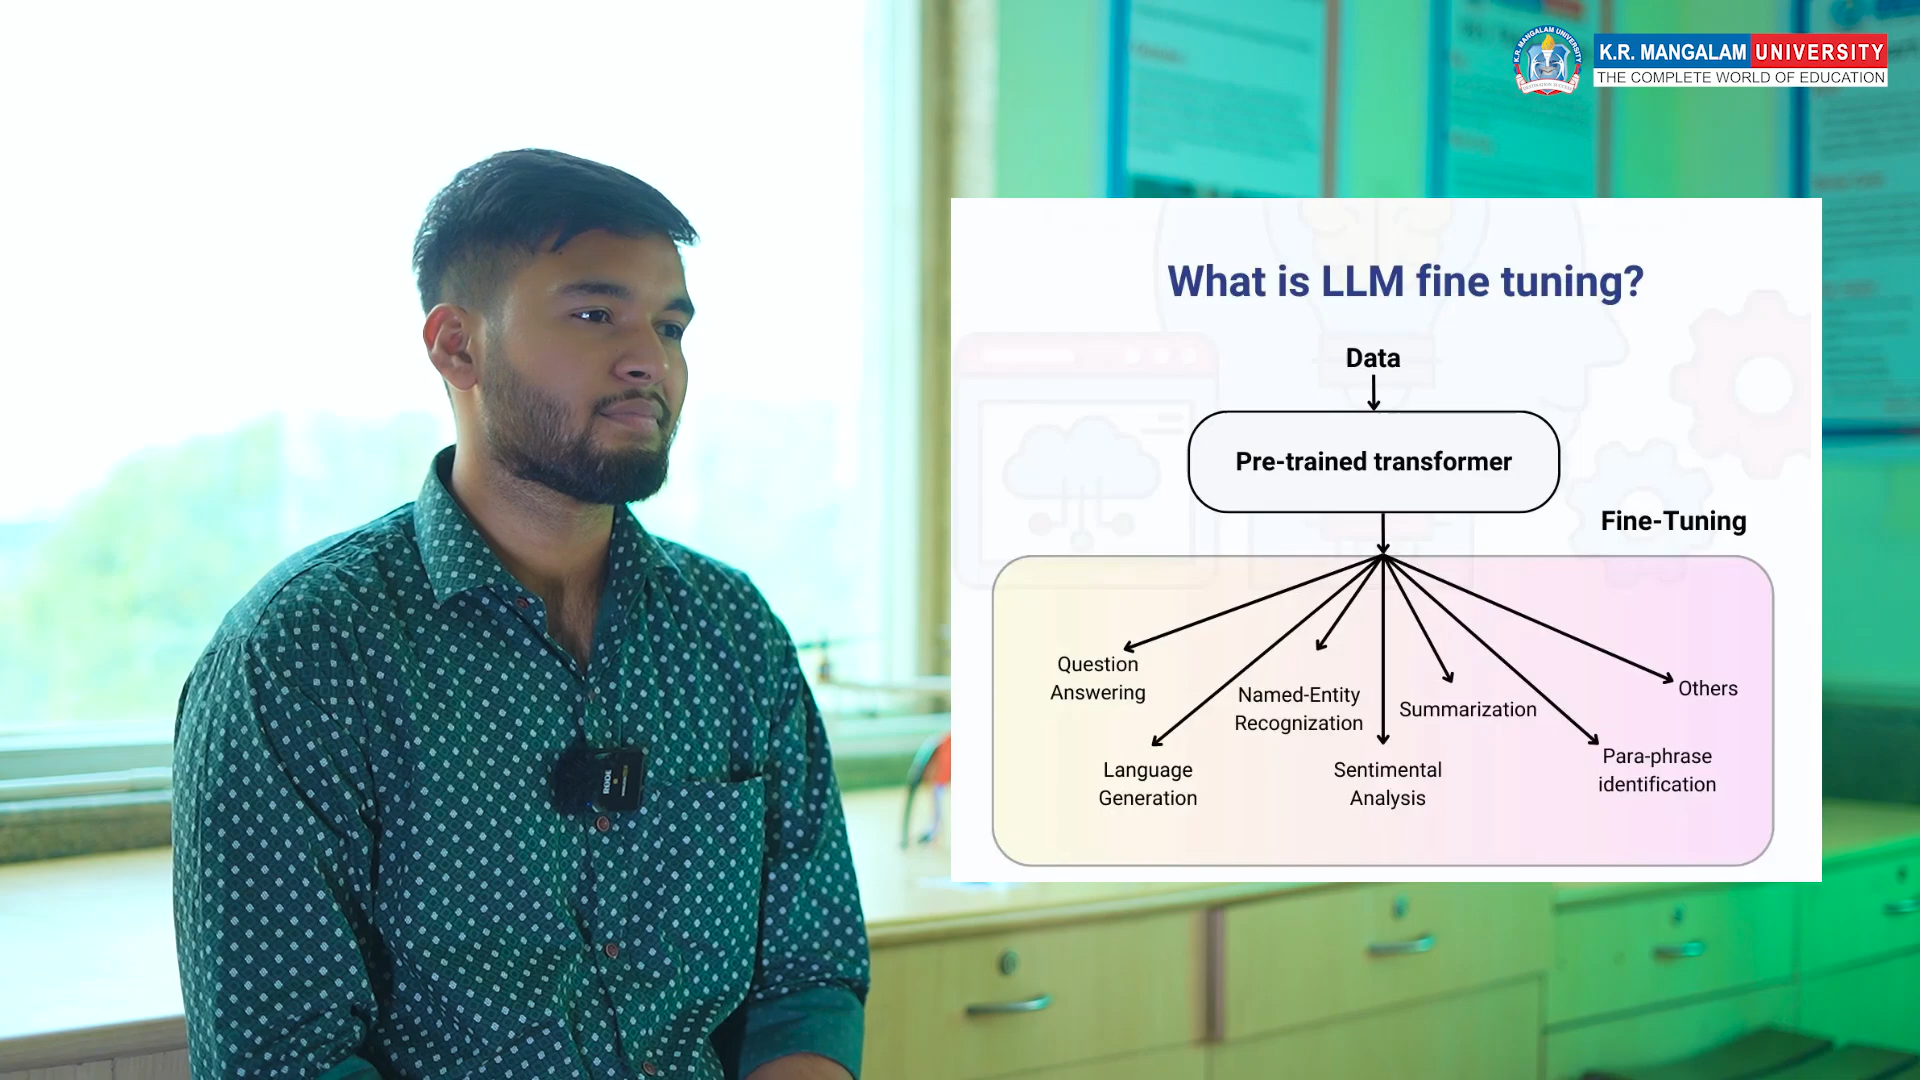 K.R. MANGALAM UNIVERSITY
THE COMPLETE WORLD OF EDUCATION
What is LLM fine tuning?
Data
Pre-trained transformer
Fine-Tuning
Question
Answering
Named-Entity
Recognization
Summarization
Others
Language
Generation
Sentimental
Analysis
Para-phrase
identification
RODE